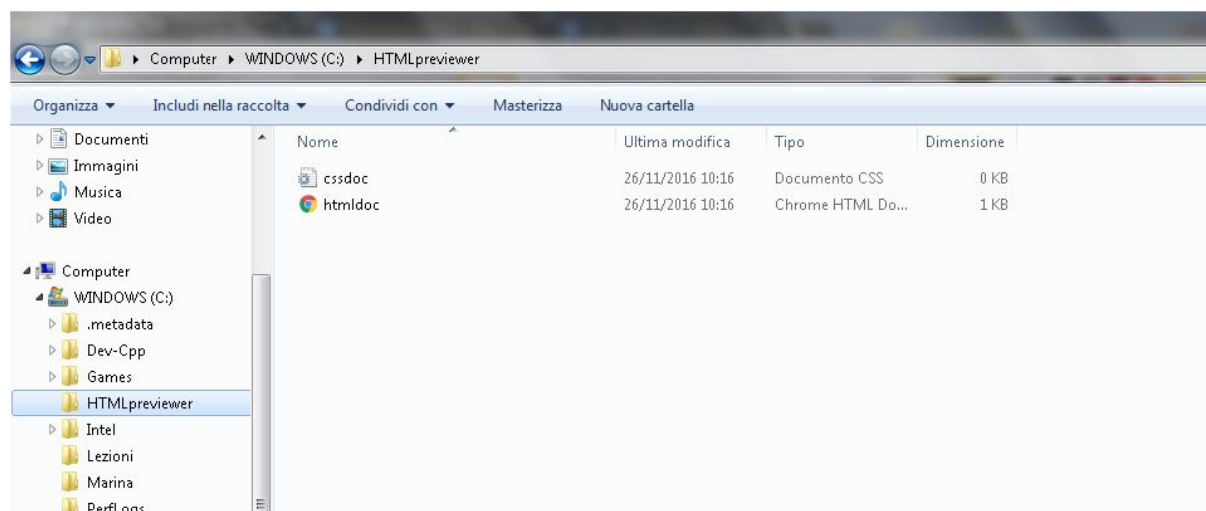 Computer WINDOWS (C:) HTMLpreviewer
Organizza Includi nella raccolta Condividi con Masterizza Nuova cartella
Documenti
Immagini
Musica
Video
Computer
WINDOWS (C:)
.metadata
Dev-Cpp
Games
HTMLpreviewer
Intel
Lezioni
Marina
PerfLogs
Nome Ultima modifica Tipo Dimensione
cssdoc 26/11/2016 10:16 Documento CSS 0 KB
htmldoc 26/11/2016 10:16 Chrome HTML Do... 1 KB